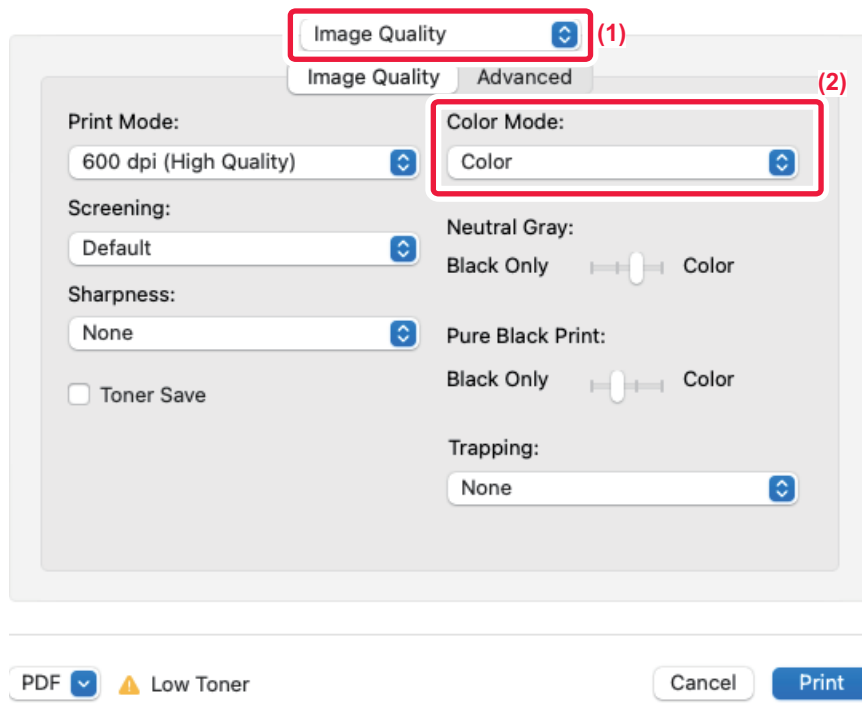 Image Quality (1)
Image Quality Advanced
(2)
Print Mode:
600 dpi (High Quality)
Screening:
Default
Sharpness:
None
Toner Save
Color Mode:
Color
Neutral Gray:
Black Only Color
Pure Black Print:
Black Only Color
Trapping:
None
PDF Low Toner Cancel Print